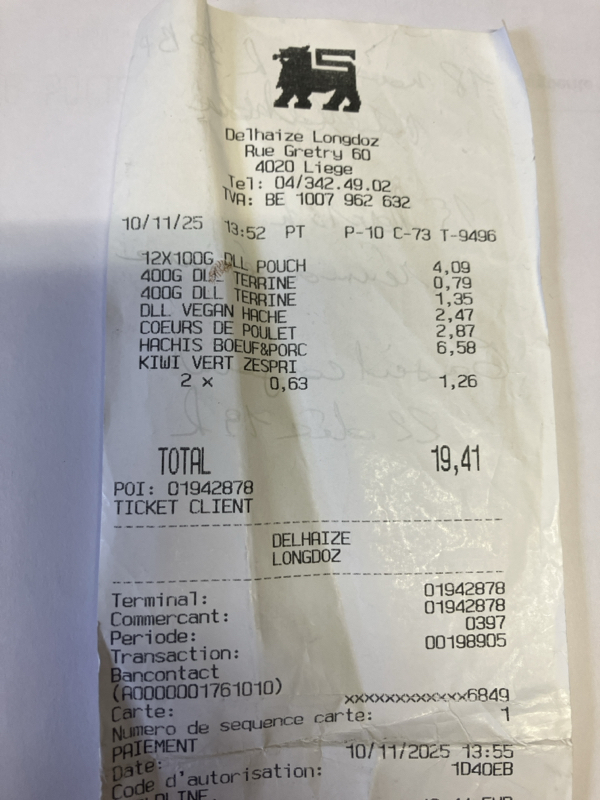 Delhaize Longdoz
Rue Gretry 60
4020 Liege
Tel: 04/342.49.02
TVA: BE 1007 962 632
10/11/25 13:52 PT P-10 C-73 T-9496
12X100G DLL POUCH 4,09
400G DLL TERRINE 0,79
400G DLL TERRINE 1,35
DLL VEGAN HACHE 2,47
COEURS DE POULET 2,87
HACHIS BOEUF&PORC 6,58
KIWI VERT ZESPRI
2 x 0,63 1,26
TOTAL 19,41
POI: 01942878
TICKET CLIENT
DELHAIZE
LONGDOZ
Terminal: 01942878
Commercant: 01942878
Periode: 0397
Transaction: 00198905
Bancontact
(A0000001761010)
Carte: xxxxxxxxxxxxx6849
Numero de sequence carte: 1
PAIEMENT
Date: 10/11/2025 13:55
Code d'autorisation: 1D40EB